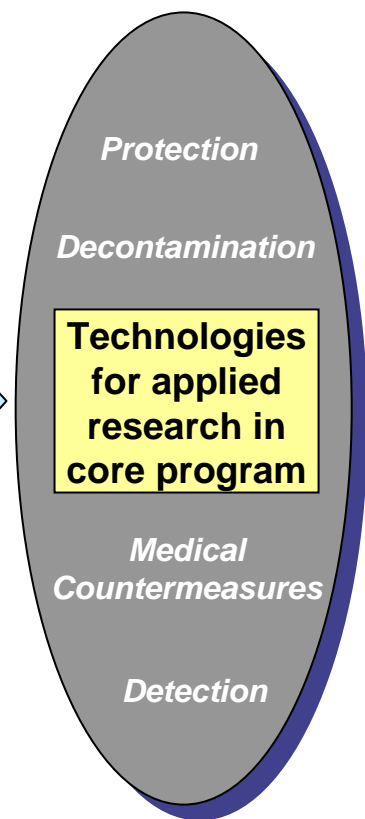 Protection
Decontamination
Technologies
for applied
research in
core program
Medical
Countermeasures
Detection